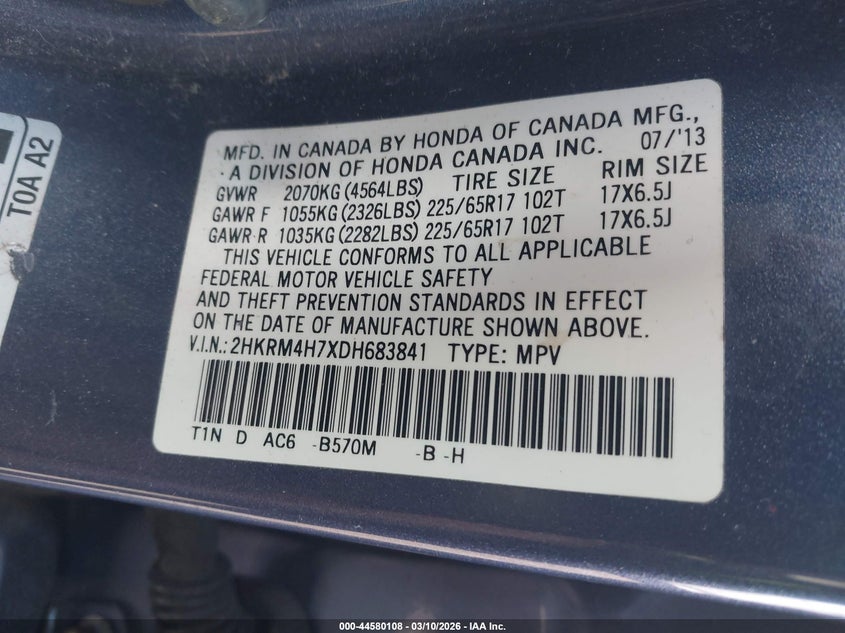 T0A A2
MFD. IN CANADA BY HONDA OF CANADA MFG.,
A DIVISION OF HONDA CANADA INC. 07/'13
GVWR 2070KG (4564LBS) TIRE SIZE RIM SIZE
GAWR F 1055KG (2326LBS) 225/65R17 102T 17X6.5J
GAWR R 1035KG (2282LBS) 225/65R17 102T 17X6.5J
THIS VEHICLE CONFORMS TO ALL APPLICABLE
FEDERAL MOTOR VEHICLE SAFETY
AND THEFT PREVENTION STANDARDS IN EFFECT
ON THE DATE OF MANUFACTURE SHOWN ABOVE.
V.I.N.: 2HKRM4H7XDH683841 TYPE: MPV
T1N D AC6 -B570M -B -H
000-44580108 - 03/10/2026 - IAA Inc.